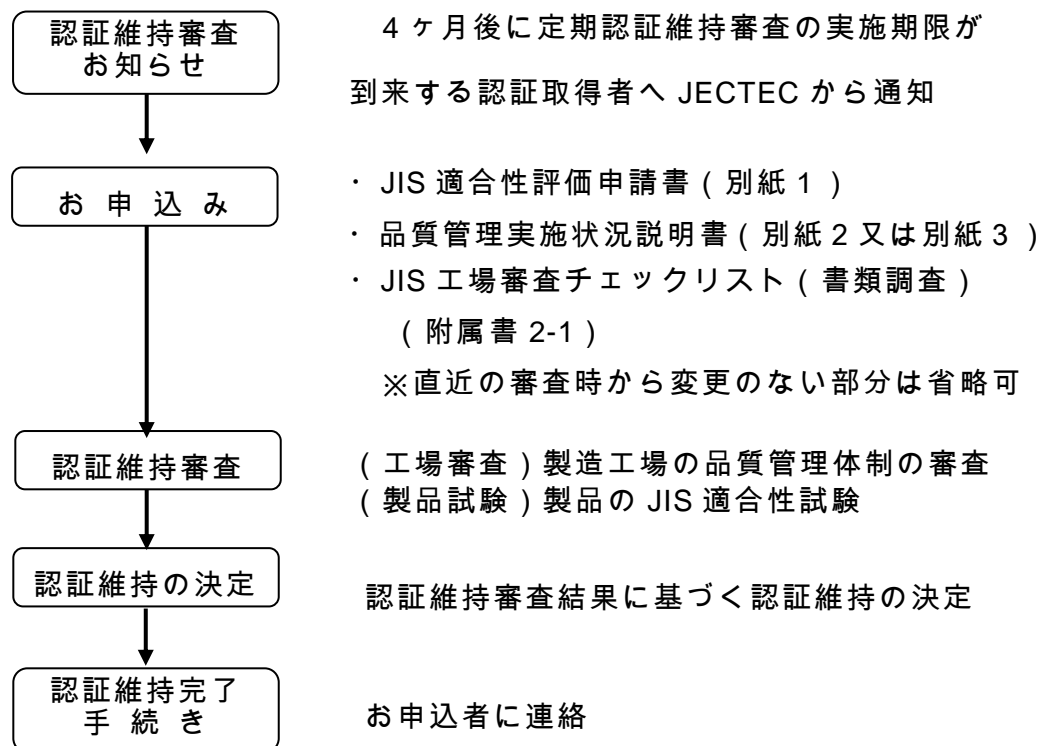 認証維持審査
お知らせ
4ヶ月後に定期認証維持審査の実施期限が
到来する認証取得者へ JECTEC から通知
お 申 込 み
・ JIS 適合性評価申請書（別紙 1 ）
・ 品質管理実施状況説明書（別紙 2 又は別紙 3 ）
・ JIS 工場審査チェックリスト（書類調査）
（附属書 2-1）
※直近の審査時から変更のない部分は省略可
認証維持審査
（工場審査）製造工場の品質管理体制の審査
（製品試験）製品の JIS 適合性試験
認証維持の決定
認証維持審査結果に基づく認証維持の決定
認証維持完了
手 続 き
お申込者に連絡